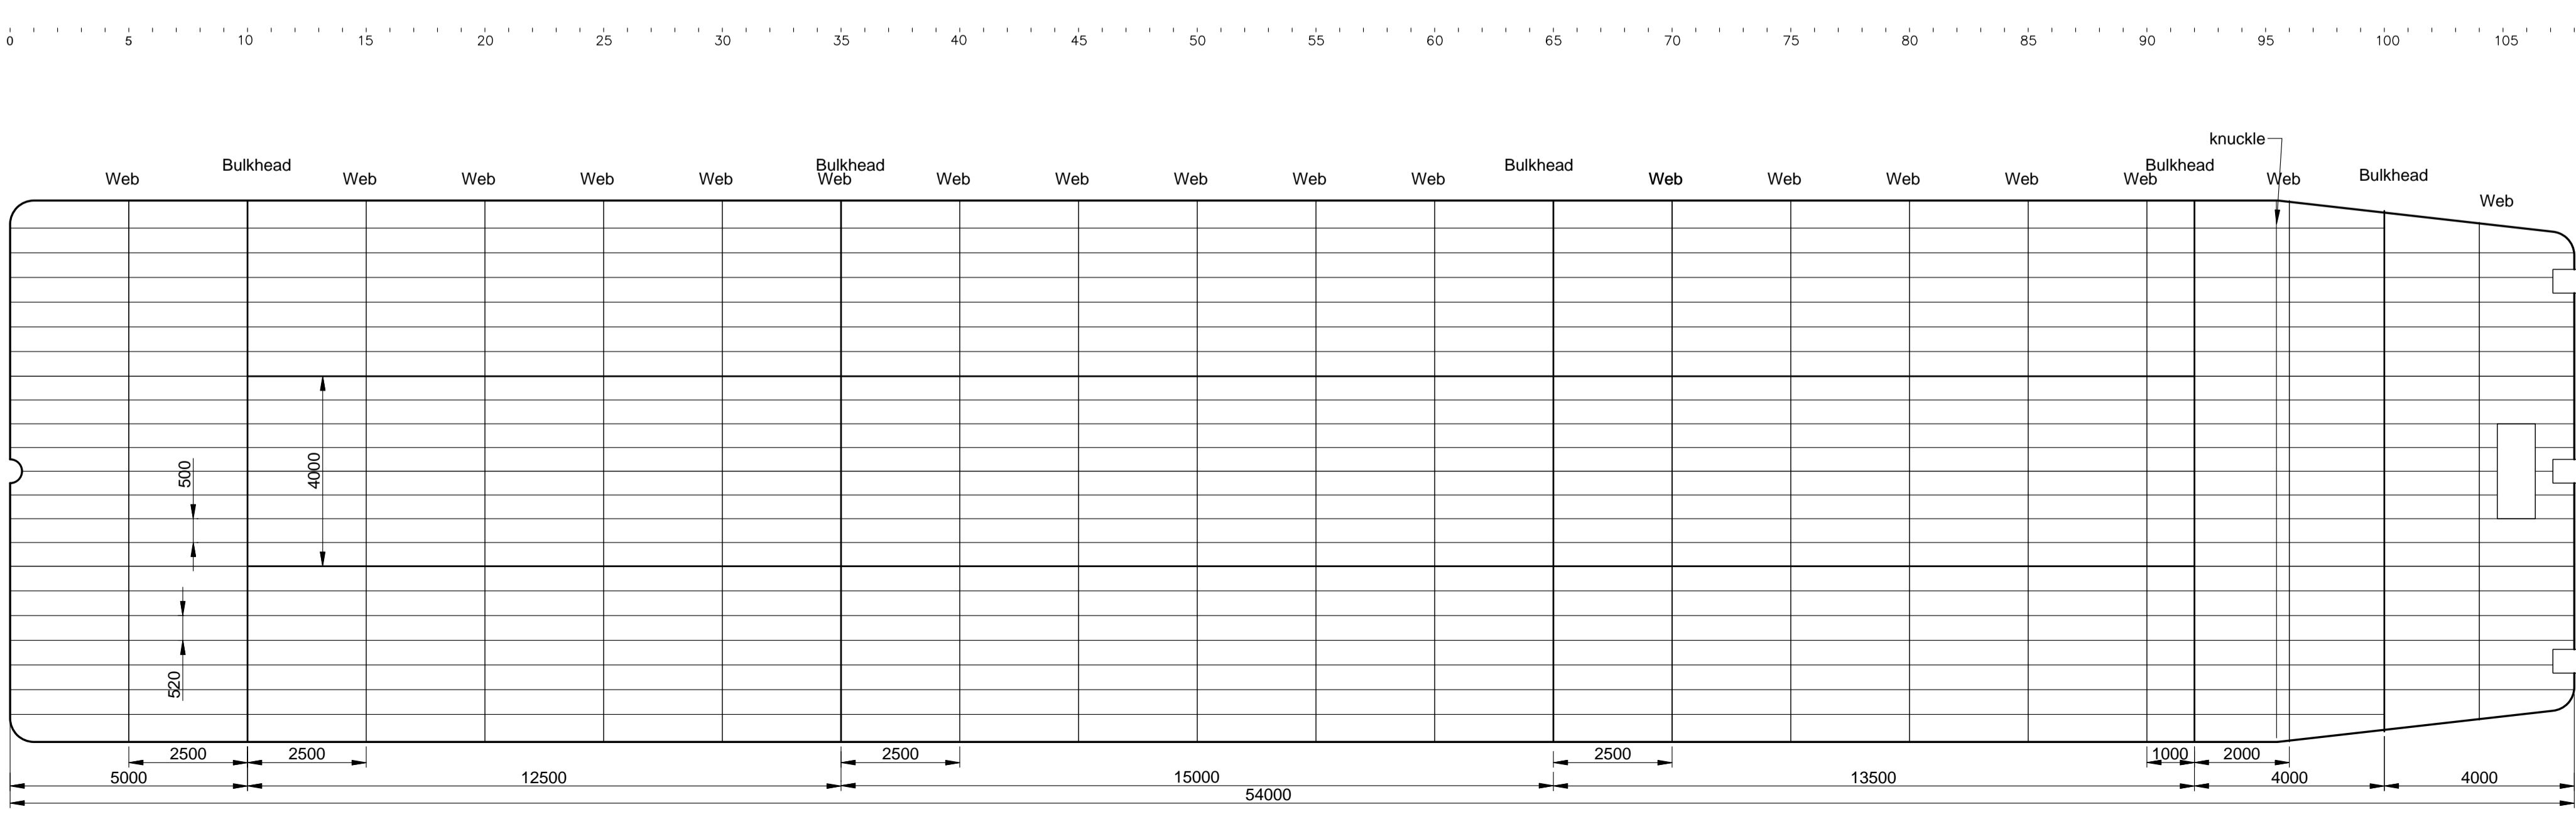 0 5 10 15 20 25 30 35 40 45 50 55 60 65 70 75 80 85 90 95 100 105
knuckle
Bulkhead Bulkhead Bulkhead Bulkhead Bulkhead
Web Web Web Web Web Web Web Web Web Web Web Web Web Web Web Web Web Web
Web
500
4000
520
2500 2500 2500 2500 1000 2000
5000 12500 15000 13500 4000 4000
54000